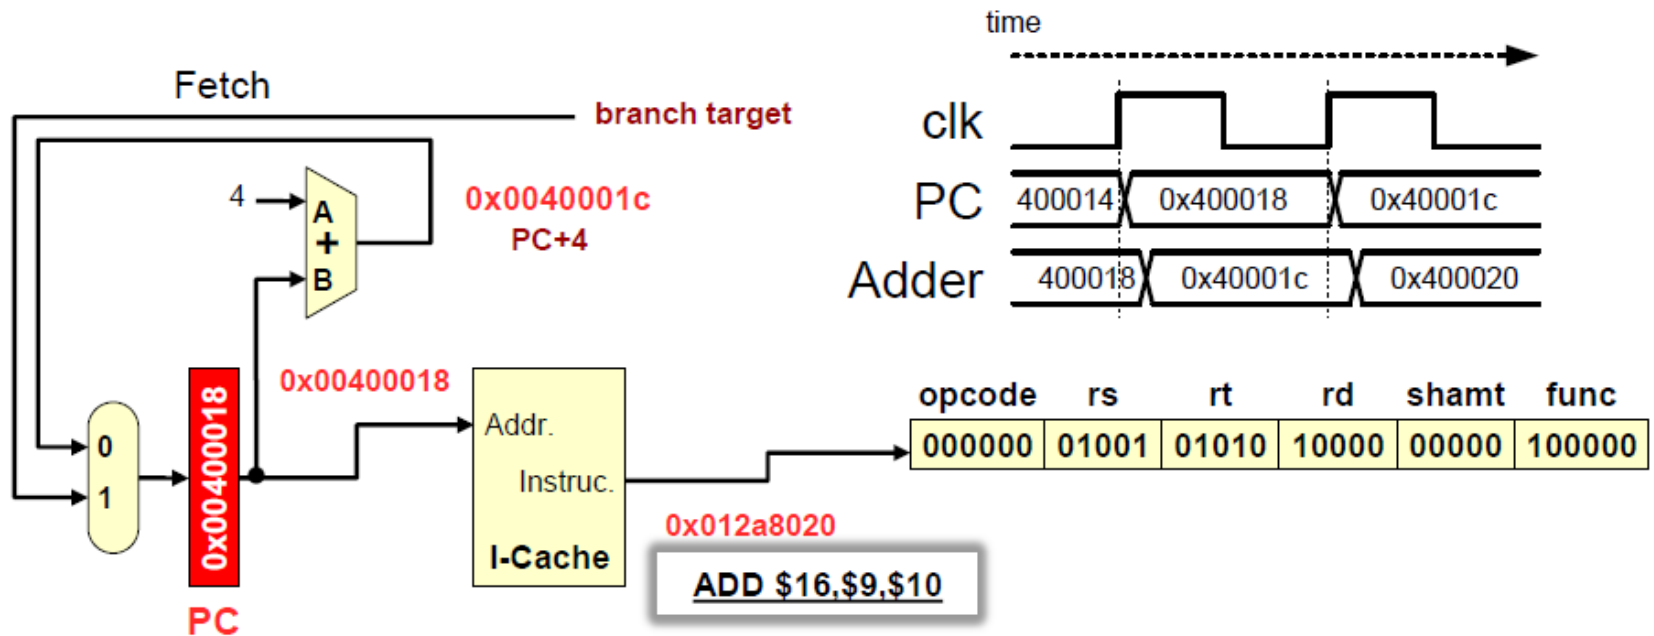 time
Fetch
branch target
clk
4
A
+
B
0x0040001c
PC+4
PC
400014
0x400018
0x40001c
Adder
400018
0x40001c
0x400020
0x00400018
opcode rs rt rd shamt func
000000 01001 01010 10000 00000 100000
0
1
0x00400018
PC
Addr.
Instruc.
I-Cache
0x012a8020
ADD $16,$9,$10